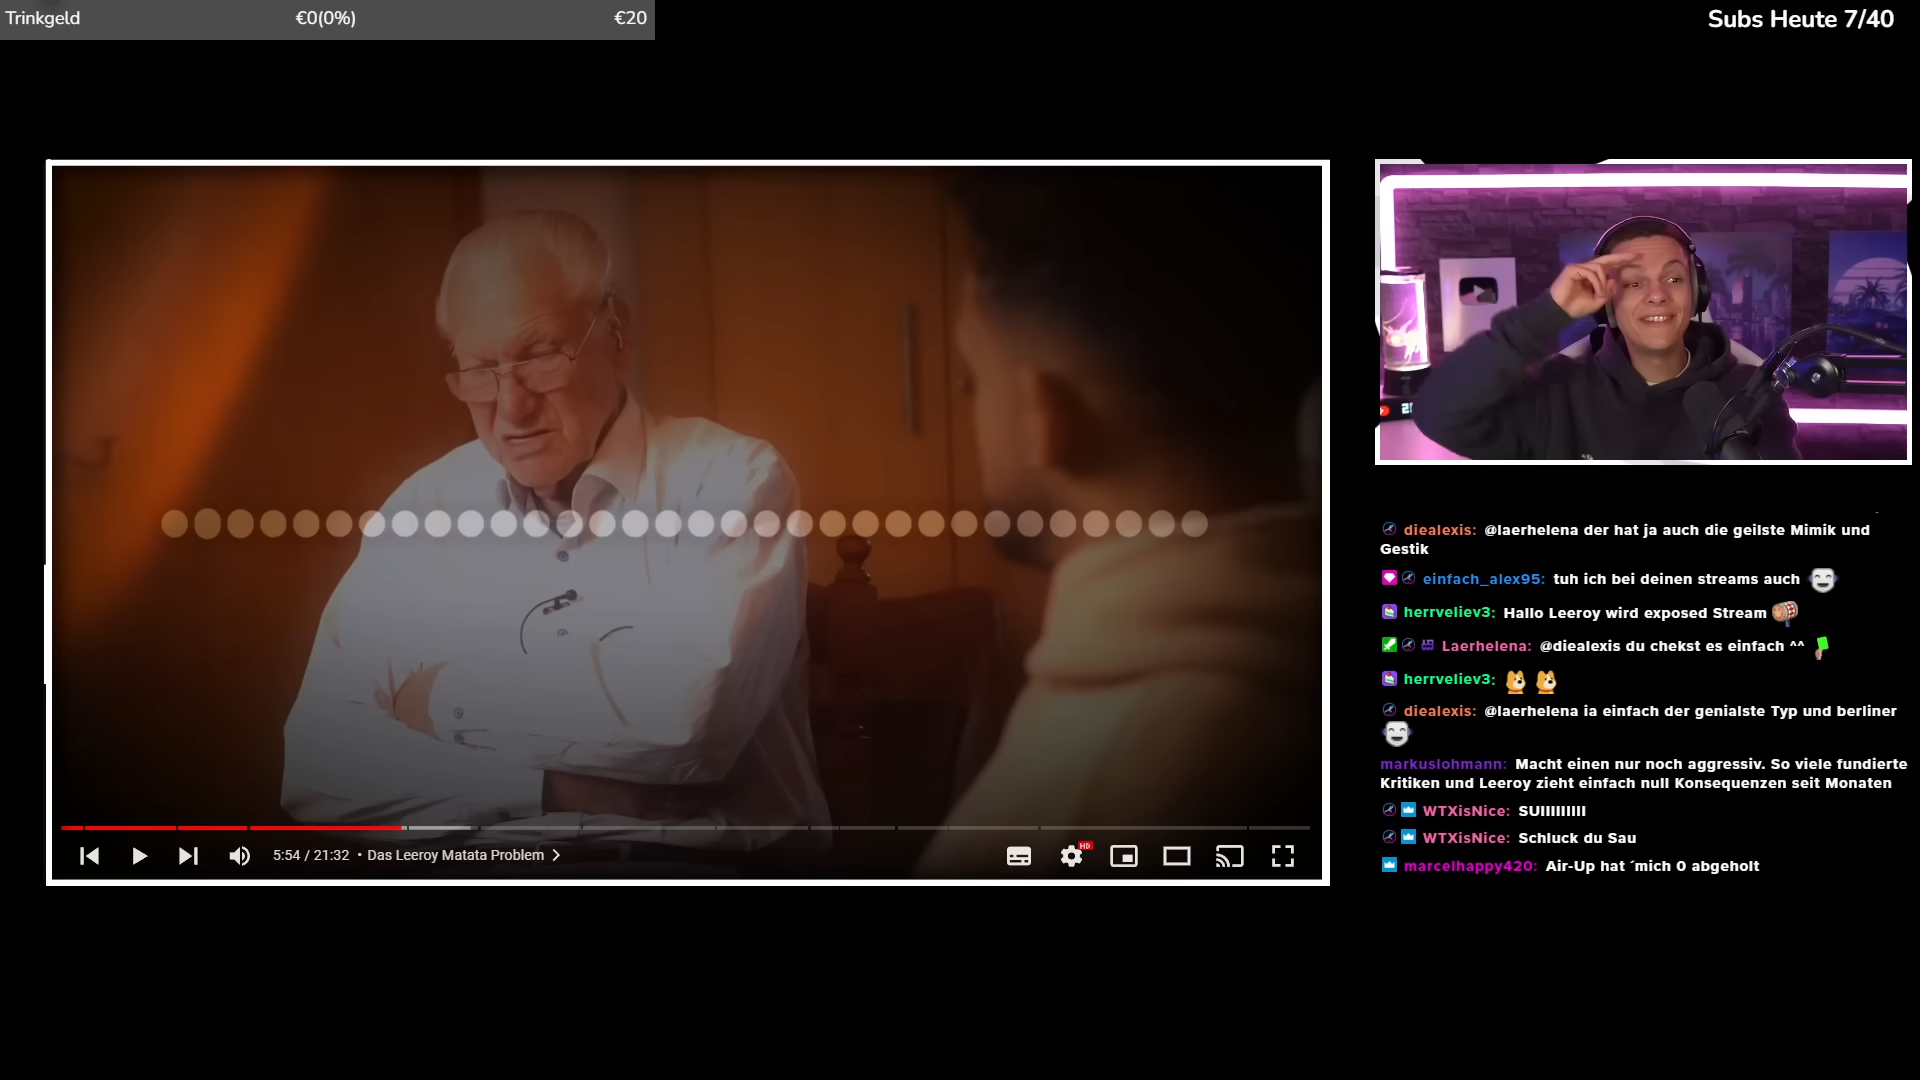 Trinkgeld €0(0%) €20
Subs Heute 7/40
diealexis: @laerhelena der hat ja auch die geilste Mimik und
Gestik
einfach_alex95: tuh ich bei deinen streams auch
herrveliev3: Hallo Leeroy wird exposed Stream
Laerhelena: @diealexis du chekst es einfach ^^
herrveliev3:
diealexis: @laerhelena ia einfach der genialste Typ und berliner
markuslohmann: Macht einen nur noch aggressiv. So viele fundierte
Kritiken und Leeroy zieht einfach null Konsequenzen seit Monaten
WTXisNice: SUIIIIIIIII
WTXisNice: Schluck du Sau
marcelhappy420: Air-Up hat ´mich 0 abgeholt
5:54 / 21:32 • Das Leeroy Matata Problem
HD